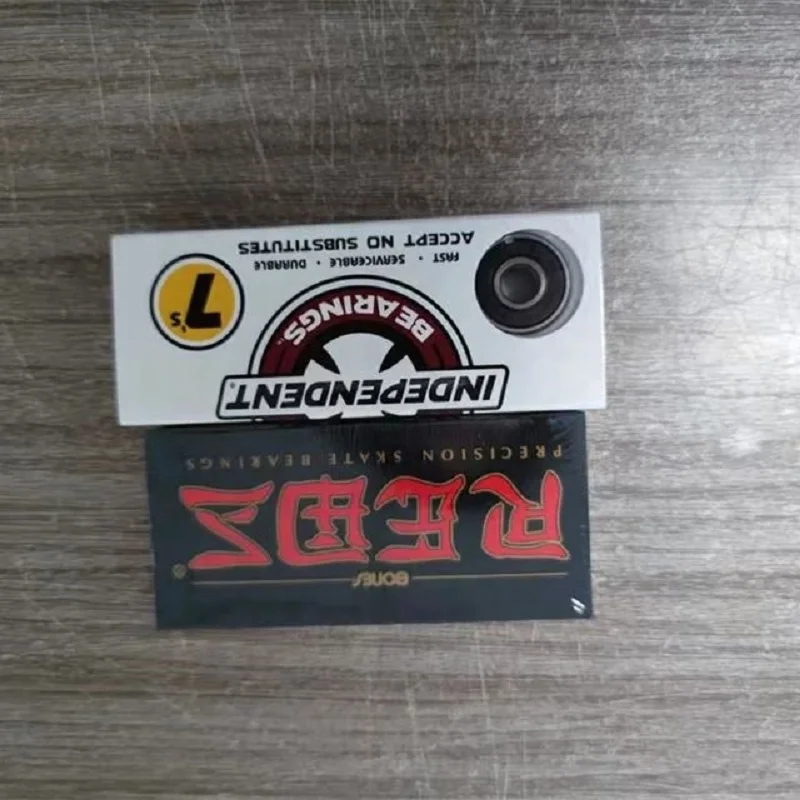 BONES
REDS
PRECISION SKATE BEARINGS
INDEPENDENT
BEARINGS
FAST • SERVICEABLE • DURABLE
ACCEPT NO SUBSTITUTES
7's